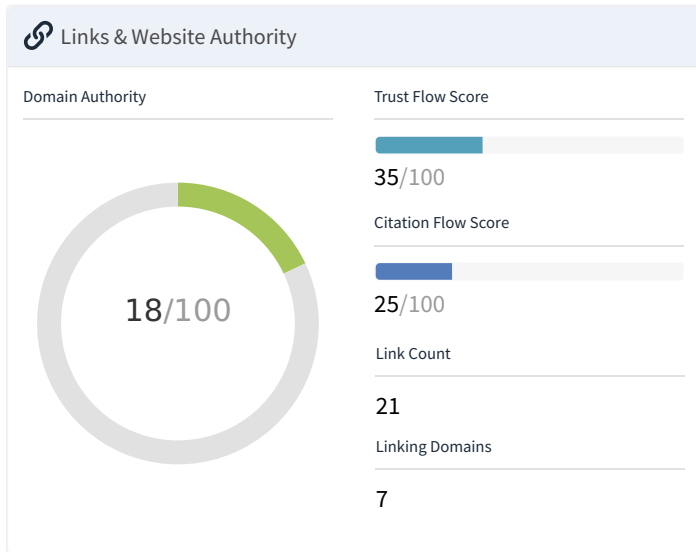 Links & Website Authority
Domain Authority
18/100
Trust Flow Score
35/100
Citation Flow Score
25/100
Link Count
21
Linking Domains
7